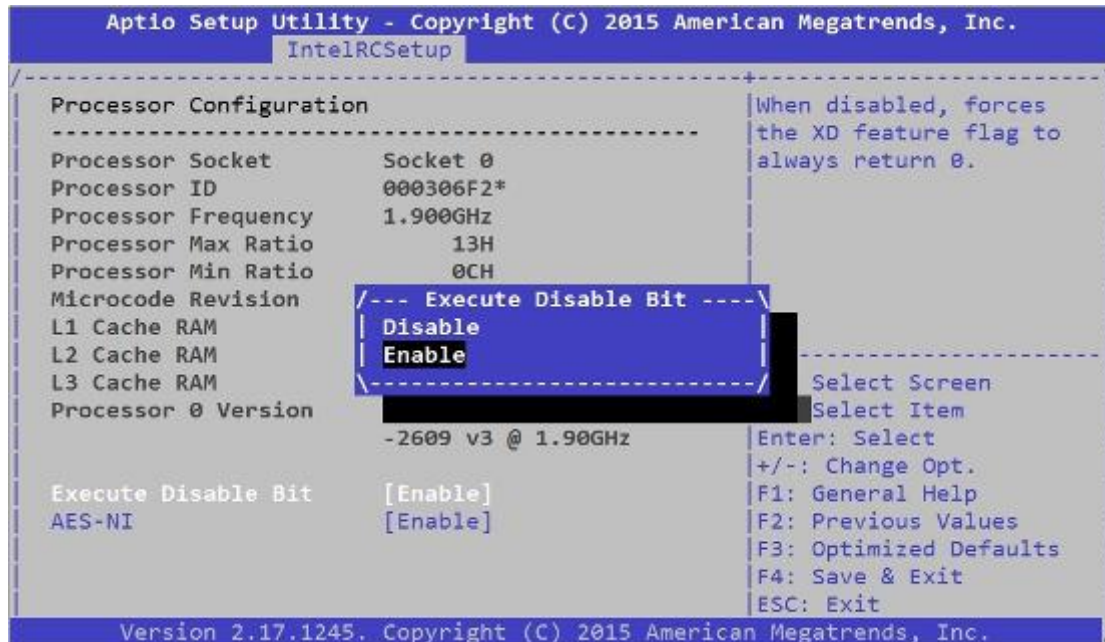 Aptio Setup Utility - Copyright (C) 2015 American Megatrends, Inc.
IntelRCSetup
Processor Configuration
Processor Socket Socket 0
Processor ID 000306F2*
Processor Frequency 1.900GHz
Processor Max Ratio 13H
Processor Min Ratio 0CH
Microcode Revision
L1 Cache RAM
L2 Cache RAM
L3 Cache RAM
Processor 0 Version
-2609 v3 @ 1.90GHz
Execute Disable Bit [Enable]
AES-NI [Enable]
/--- Execute Disable Bit ----\
Disable
Enable
When disabled, forces
the XD feature flag to
always return 0.
Select Screen
Select Item
Enter: Select
+/-: Change Opt.
F1: General Help
F2: Previous Values
F3: Optimized Defaults
F4: Save & Exit
ESC: Exit
Version 2.17.1245. Copyright (C) 2015 American Megatrends, Inc.